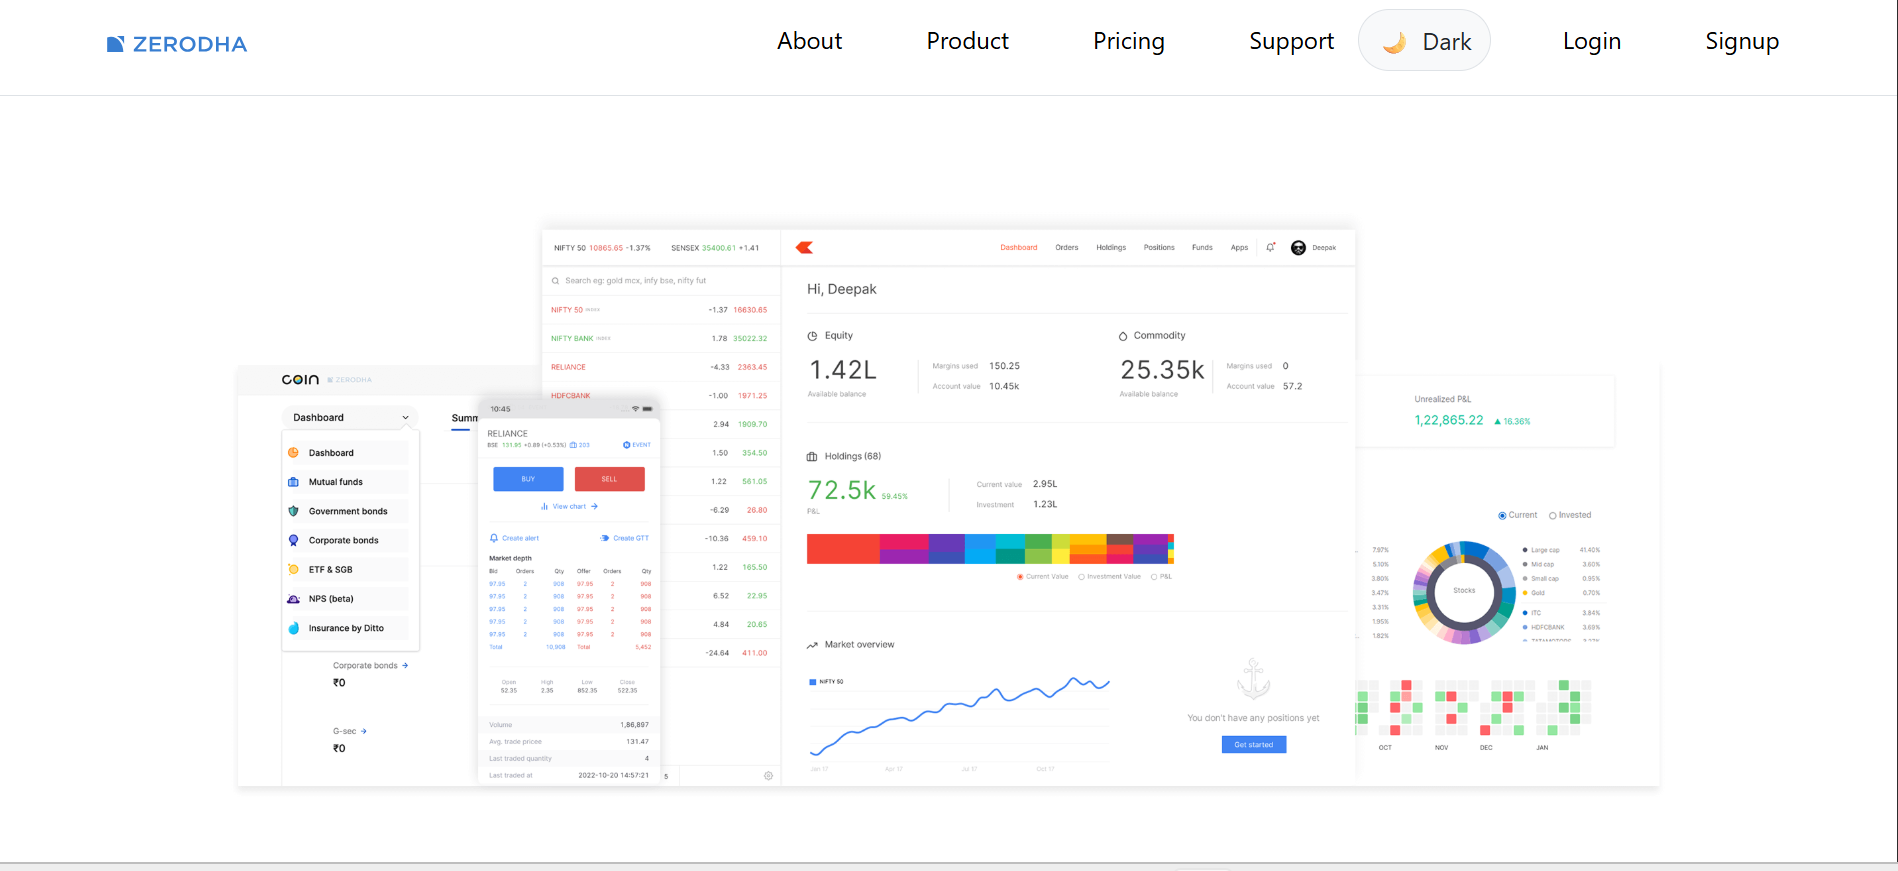 ZERODHA
About Product Pricing Support Dark Login Signup
NIFTY 50 10865.65 -1.37% SENSEX 35400.61 +1.41
Dashboard Orders Holdings Positions Funds Apps Deepak
Search eg: gold mcx, infy bse, nifty fut
NIFTY 50 INDEX -1.37 16630.65
NIFTY BANK INDEX 1.78 35022.32
RELIANCE -4.33 2363.45
HDFCBANK -1.00 1971.25
2.94 1909.70
1.50 354.50
1.22 561.05
-6.29 26.80
-10.36 459.10
1.22 165.50
6.52 22.95
4.84 20.65
-24.64 411.00
5
Hi, Deepak
Equity
1.42L
Available balance
Margins used 150.25
Account value 10.45k
Commodity
25.35k
Available balance
Margins used 0
Account value 57.2
Holdings (68)
72.5k 59.45%
P&L
Current value 2.95L
Investment 1.23L
Current Value Investment Value P&L
Market overview
NIFTY 50
Jan 17 Apr 17 Jul 17 Oct 17
You don't have any positions yet
Get started
COIN ZERODHA
Dashboard
Summ
Dashboard
Mutual funds
Government bonds
Corporate bonds
ETF & SGB
NPS (beta)
Insurance by Ditto
Corporate bonds →
₹0
G-sec →
₹0
10:45
RELIANCE
BSE 131.95 +0.89 (+0.53%) 203 EVENT
BUY SELL
View chart →
Create alert Create GTT
Market depth
Bid Orders Qty Offer Orders Qty
97.95 2 908 97.95 2 908
97.95 2 908 97.95 2 908
97.95 2 908 97.95 2 908
97.95 2 908 97.95 2 908
97.95 2 908 97.95 2 908
Total 10,908 Total 5,452
Open High Low Close
52.35 2.35 852.35 522.35
Volume 1,86,897
Avg. trade pricee 131.47
Last traded quantity 4
Last traded at 2022-10-20 14:57:21
Unrealized P&L
1,22,865.22 ▲ 16.36%
Current Invested
7.97%
5.10%
3.80%
3.47%
3.31%
1.95%
1.82%
Stocks
Large cap 41.40%
Mid cap 3.60%
Small cap 0.95%
Gold 0.70%
ITC 3.84%
HDFCBANK 3.69%
OCT NOV DEC JAN